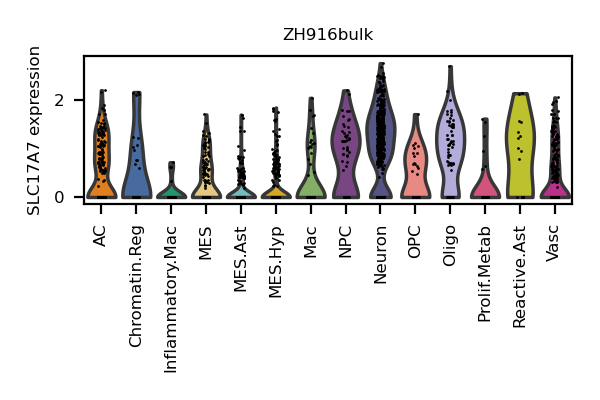 ZH916bulk
SLC17A7 expression
2
0
AC
Chromatin.Reg
Inflammatory.Mac
MES
MES.Ast
MES.Hyp
Mac
NPC
Neuron
OPC
Oligo
Prolif.Metab
Reactive.Ast
Vasc